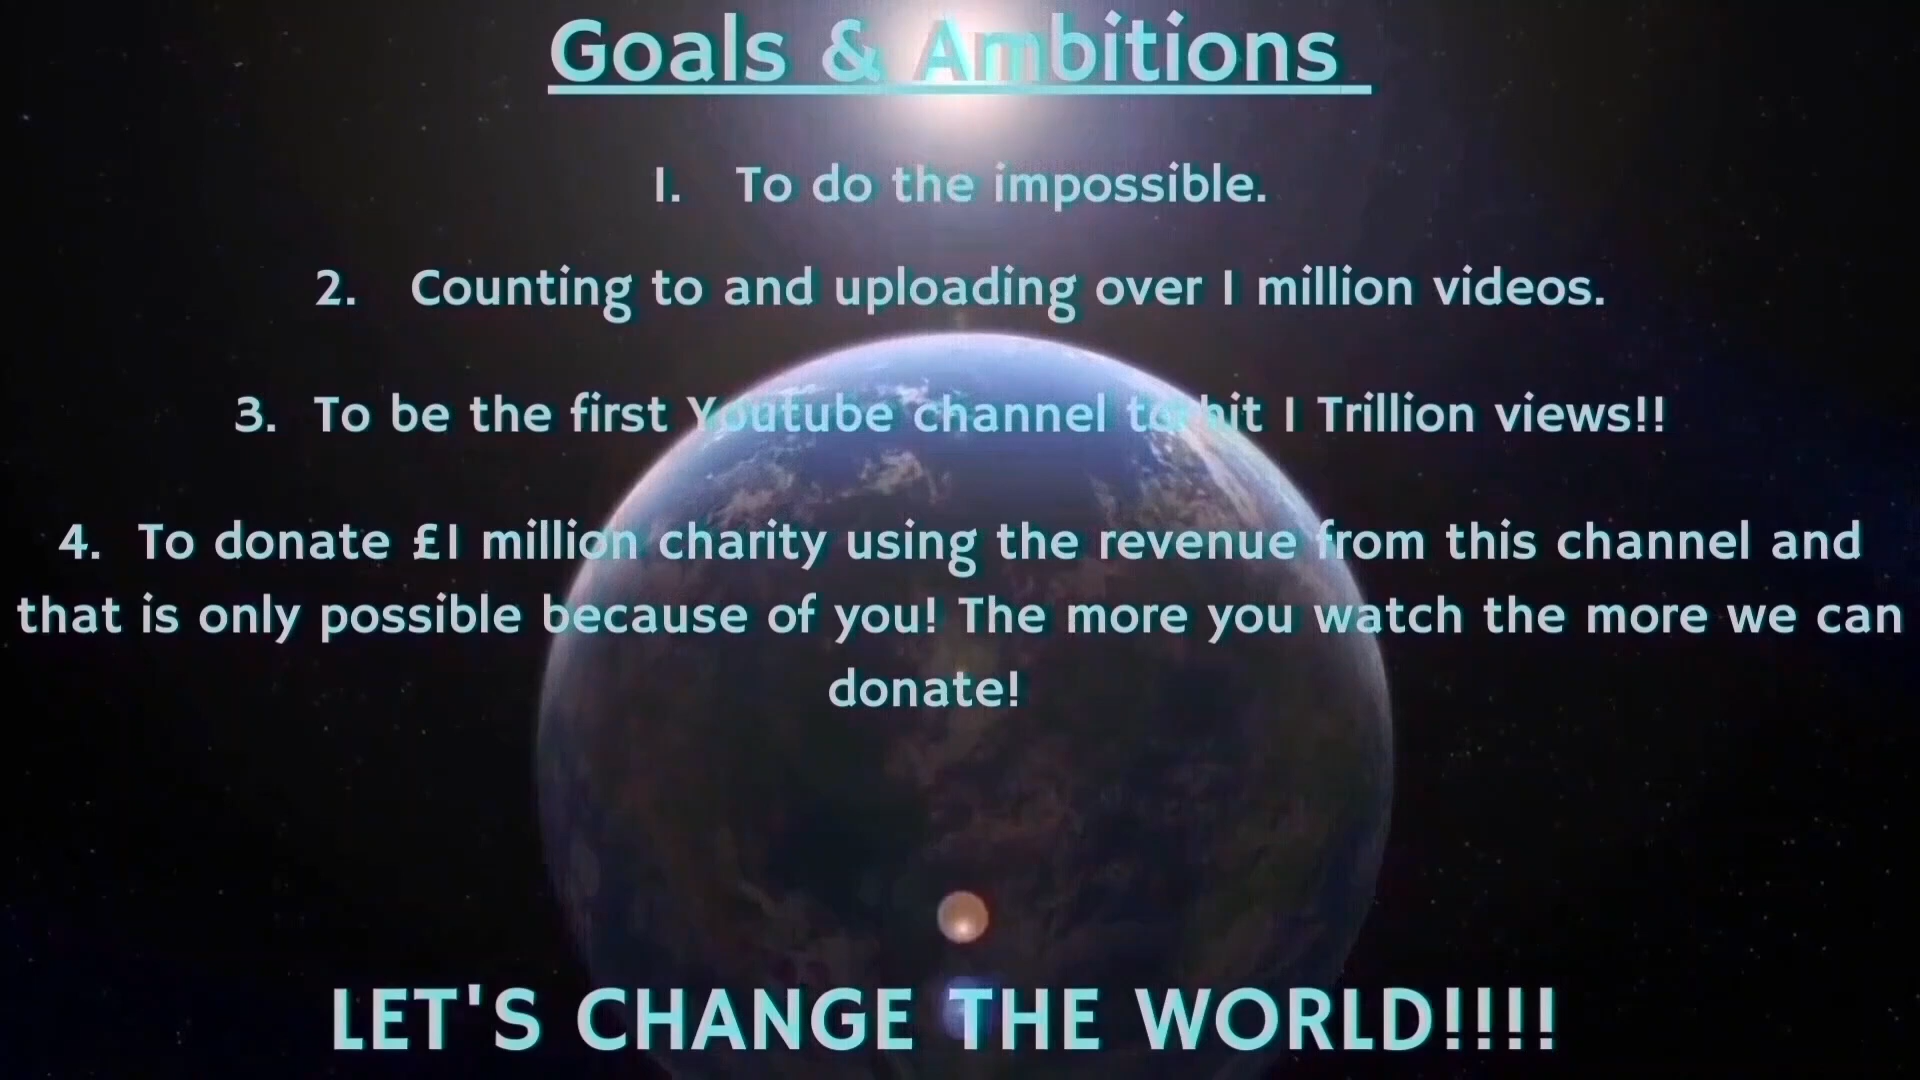 Goals & Ambitions
1. To do the impossible.
2. Counting to and uploading over 1 million videos.
3. To be the first Youtube channel to hit 1 Trillion views!!
4. To donate £1 million charity using the revenue from this channel and
that is only possible because of you! The more you watch the more we can
donate!
LET'S CHANGE THE WORLD!!!!